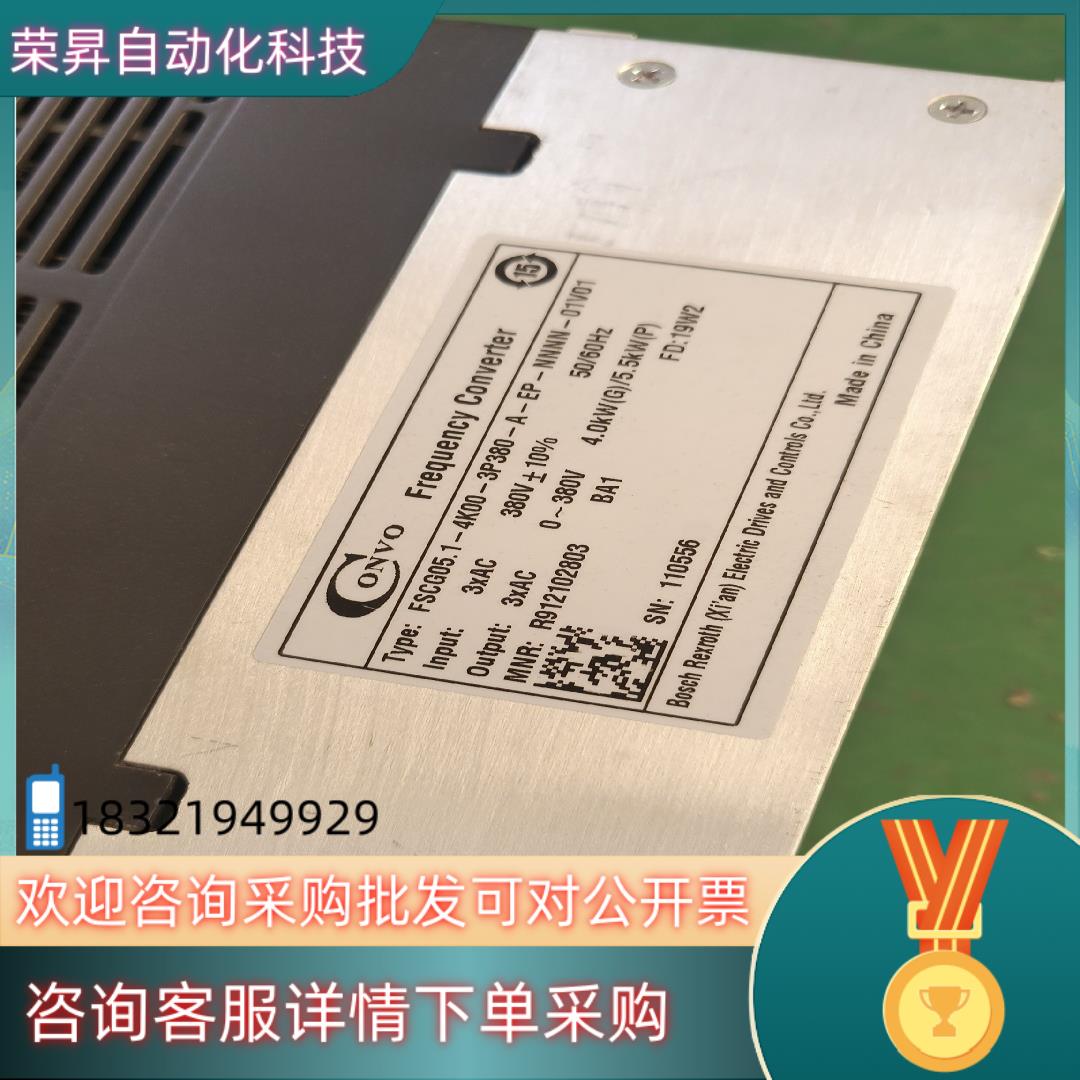 荣昇自动化科技
CONVO Frequency Converter 15
Type: FSCG05.1-4K00-3P380-A-EP-NNNN-01V01
Input: 3xAC 380V±10% 50/60Hz
Output: 3xAC 0~380V 4.0kW(G)/5.5kW(P)
MNR: R912102803 BA1 FD:19W2
SN: 110556
Bosch Rexroth (Xi'an) Electric Drives and Controls Co.,Ltd.
Made in China
18321949929
欢迎咨询采购批发可对公开票
咨询客服详情下单采购